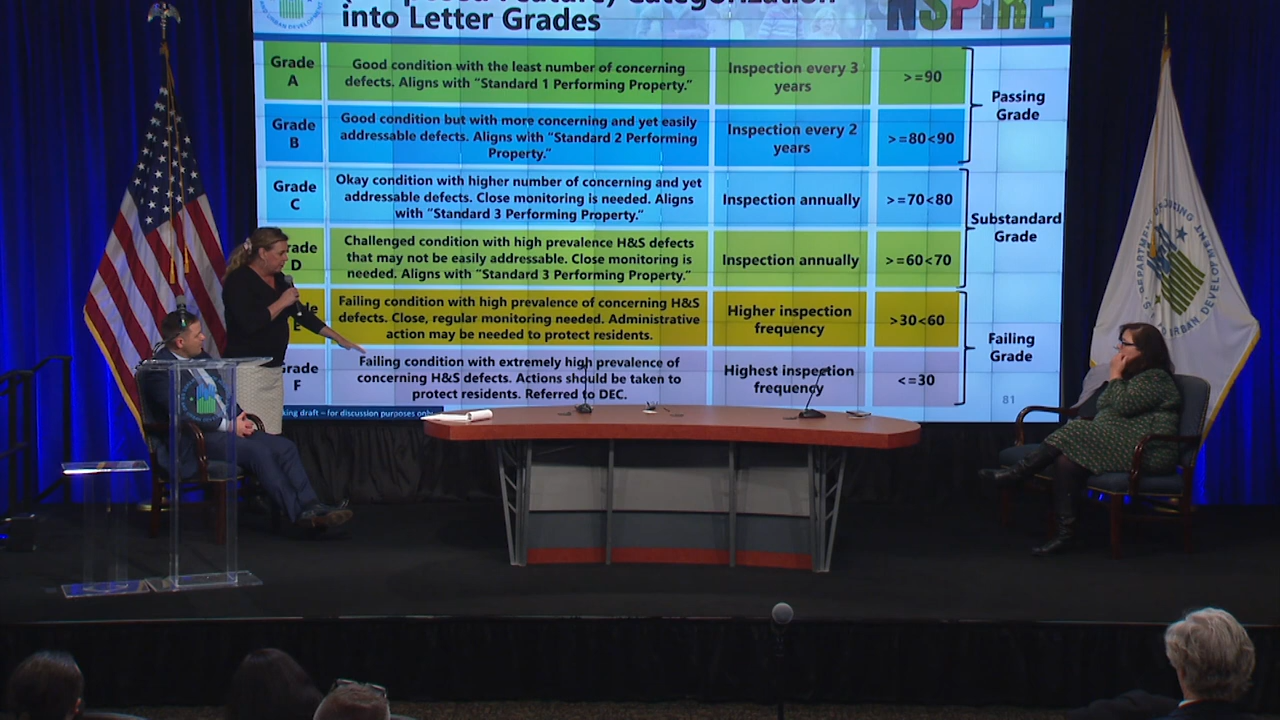 into Letter Grades
NSPIRE
Grade
A
Good condition with the least number of concerning
defects. Aligns with “Standard 1 Performing Property.”
Inspection every 3
years
>=90
Passing
Grade
Grade
B
Good condition but with more concerning and yet easily
addressable defects. Aligns with “Standard 2 Performing
Property.”
Inspection every 2
years
>=80<90
Grade
C
Okay condition with higher number of concerning and yet
addressable defects. Close monitoring is needed. Aligns
with “Standard 3 Performing Property.”
Inspection annually
>=70<80
Substandard
Grade
D
Challenged condition with high prevalence H&S defects
that may not be easily addressable. Close monitoring is
needed. Aligns with “Standard 3 Performing Property.”
Inspection annually
>=60<70
E
Failing condition with high prevalence of concerning H&S
defects. Close, regular monitoring needed. Administrative
action may be needed to protect residents.
Higher inspection
frequency
>30<60
Failing
Grade
F
Failing condition with extremely high prevalence of
concerning H&S defects. Actions should be taken to
protect residents. Referred to DEC.
Highest inspection
frequency
<=30
draft – for discussion purposes
81